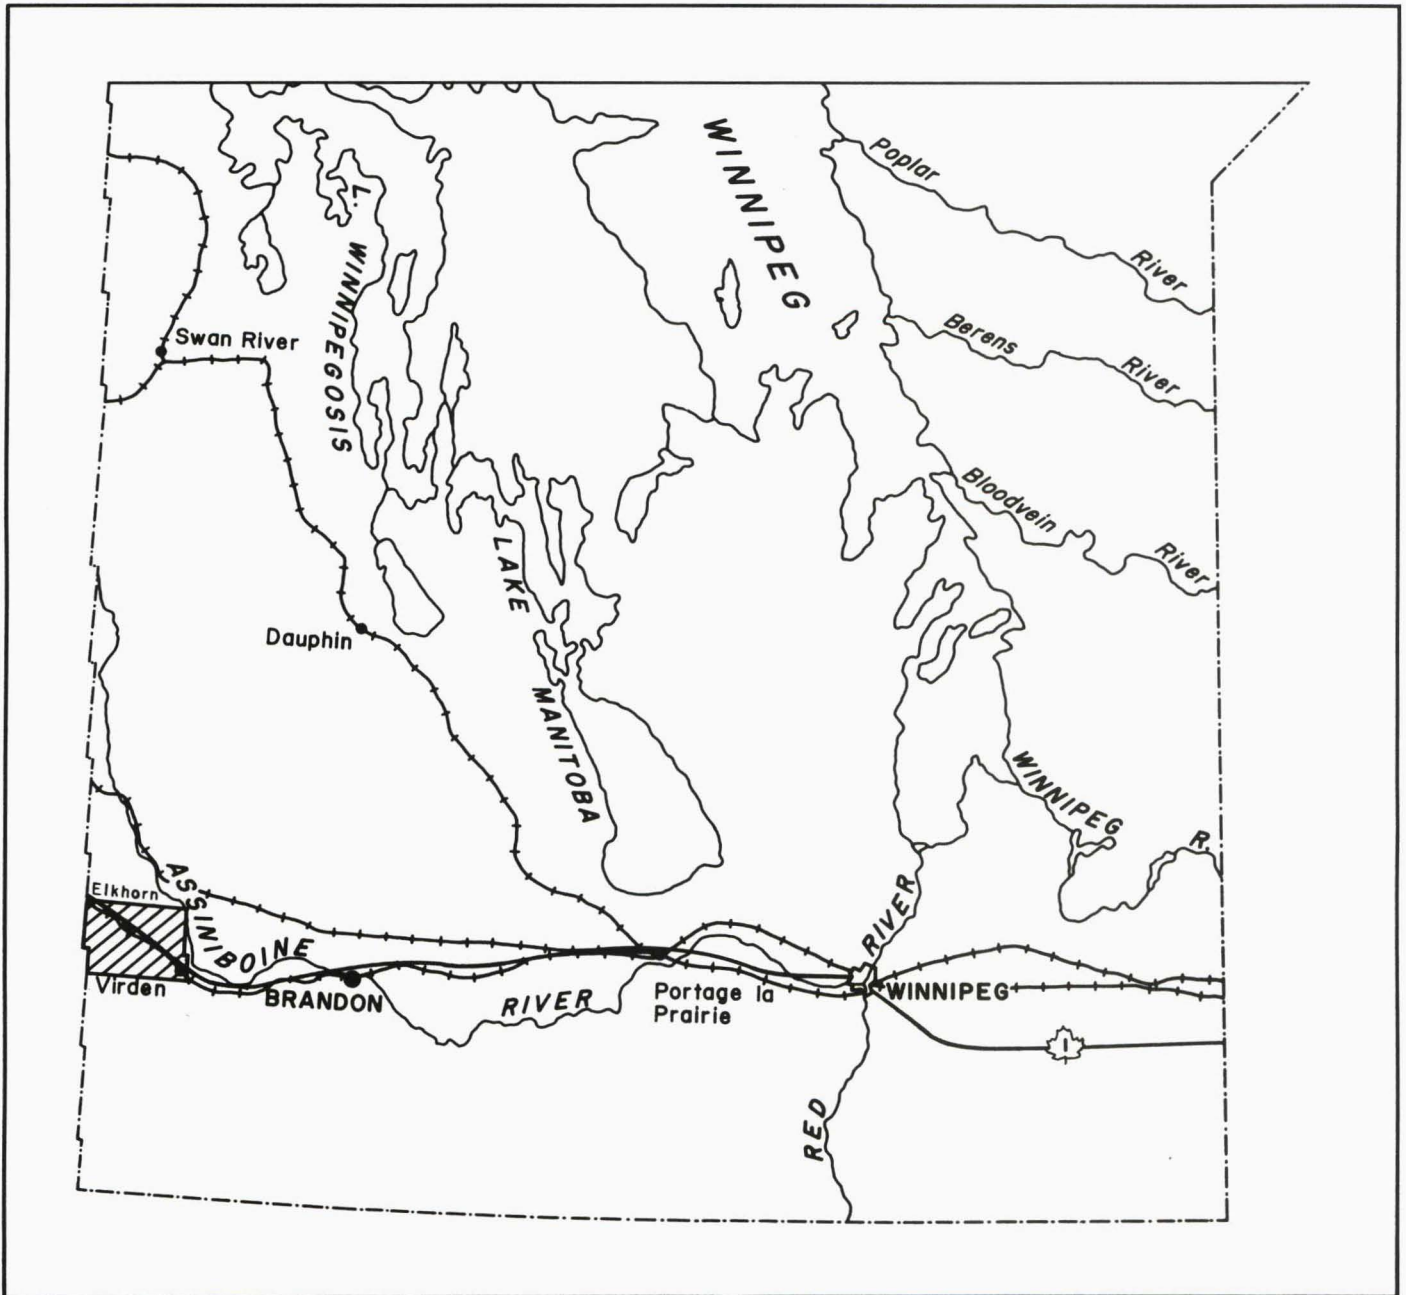 WINNIPEG
Poplar River
L. WINNIPEGOSIS
Swan River
Berens River
Bloodvein River
LAKE MANITOBA
Dauphin
WINNIPEG R.
Elkhorn
ASSINIBOINE RIVER
RED RIVER
Virden
BRANDON
Portage la
Prairie
WINNIPEG
1